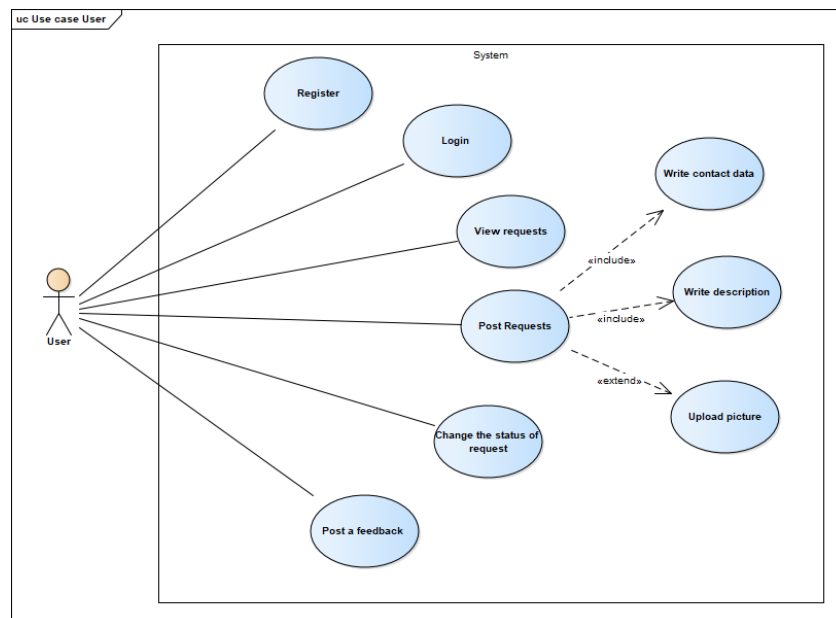 uc Use case User
System
Register
Login
Write contact data
View requests
«include»
Write description
Post Requests
«include»
User
«extend»
Upload picture
Change the status of
request
Post a feedback